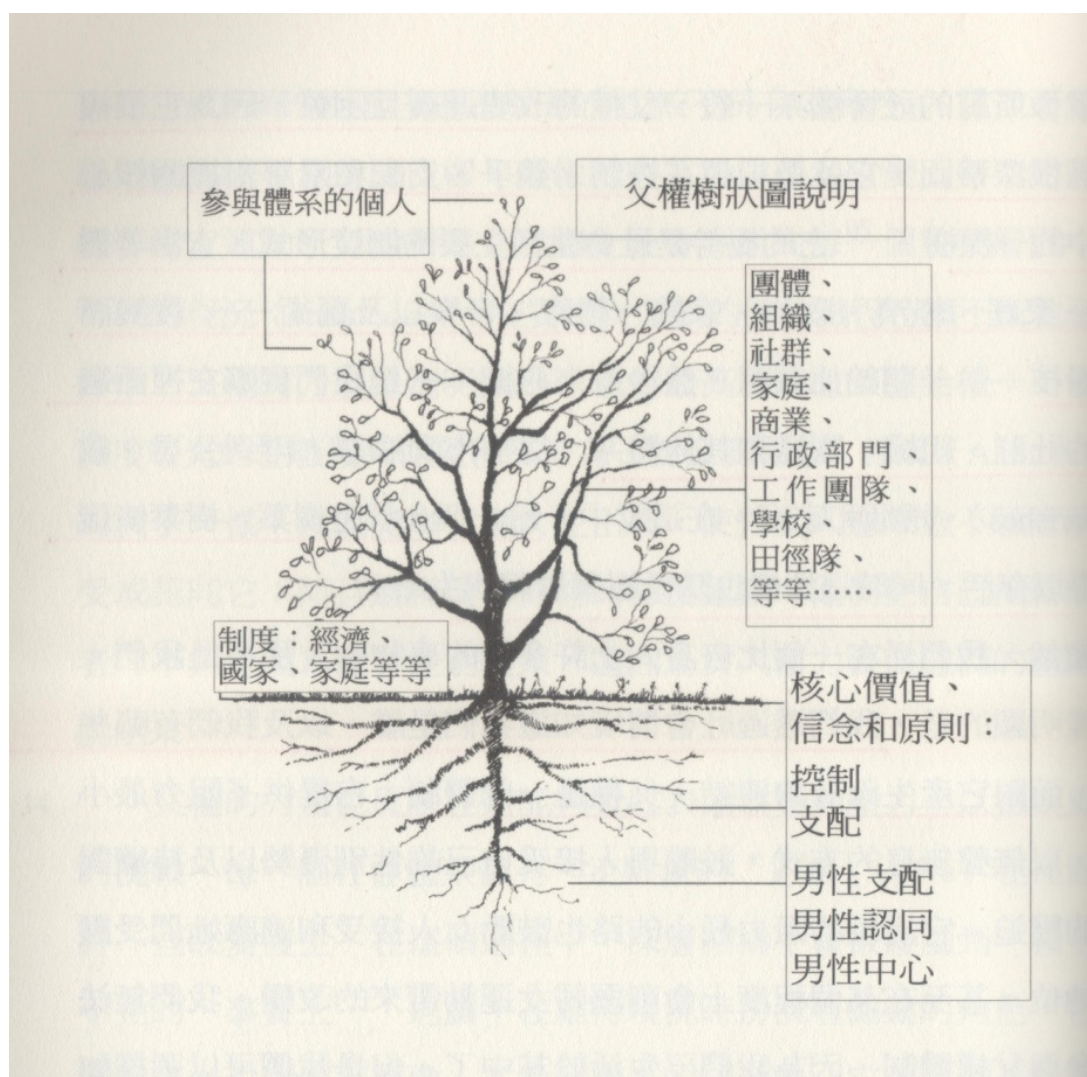 父權樹狀圖說明
參與體系的個人
團體、
組織
社群、
家庭
商業、
行政部門、
工作團隊、
學校、
田徑隊、
等等⋯⋯
制度：經濟、
國家　家庭等等
核心價值、
信念和原則：
控制
支配
男性支配
男性認同
男性中心